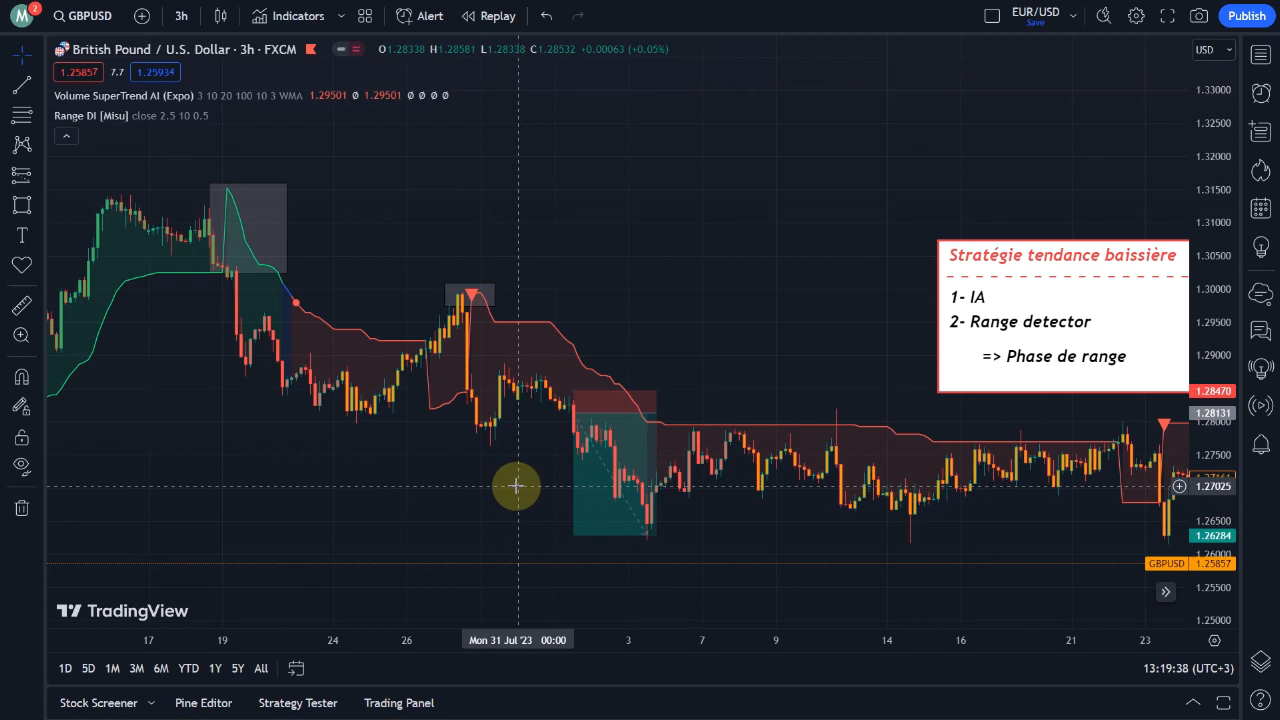 M 2 GBPUSD 3h Indicators Alert Replay EUR/USD Save Publish
British Pound / U.S. Dollar · 3h · FXCM O1.28338 H1.28581 L1.28338 C1.28532 +0.00063 (+0.05%) USD
1.25857 7.7 1.25934
Volume SuperTrend AI (Expo) 3 10 20 100 10 3 WMA 1.29501 Ø 1.29501 Ø Ø Ø Ø
Range DI [Misu] close 2.5 10 0.5
1.33000
1.32500
1.32000
1.31500
1.31000
1.30500
1.30000
1.29500
1.29000
1.28470
1.28131
1.28000
1.27500
1.27025
1.26500
1.26284
1.26000
GBPUSD 1.25857
1.25500
1.25000
Stratégie tendance baissière
1- IA
2- Range detector
=> Phase de range
TradingView
17 19 24 26 Mon 31 Jul '23 00:00 3 7 9 14 16 21 23
1D 5D 1M 3M 6M YTD 1Y 5Y All 13:19:38 (UTC+3)
Stock Screener Pine Editor Strategy Tester Trading Panel